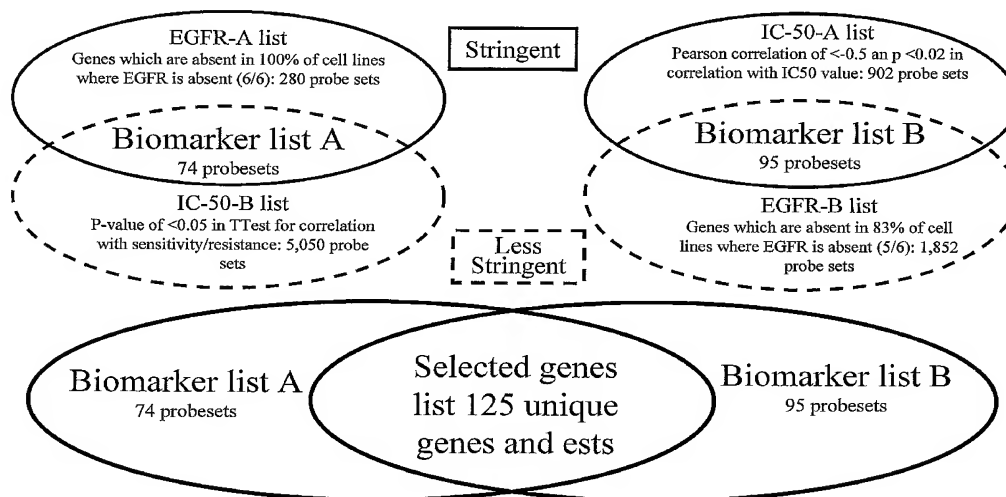 EGFR-A list
Genes which are absent in 100% of cell lines
where EGFR is absent (6/6): 280 probe sets
Biomarker list A
74 probesets
IC-50-B list
P-value of <0.05 in TTest for correlation
with sensitivity/resistance: 5,050 probe
sets
Stringent
Less
Stringent
IC-50-A list
Pearson correlation of <-0.5 an p <0.02 in
correlation with IC50 value: 902 probe sets
Biomarker list B
95 probesets
EGFR-B list
Genes which are absent in 83% of cell
lines where EGFR is absent (5/6): 1,852
probe sets
Biomarker list A
74 probesets
Selected genes
list 125 unique
genes and ests
Biomarker list B
95 probesets